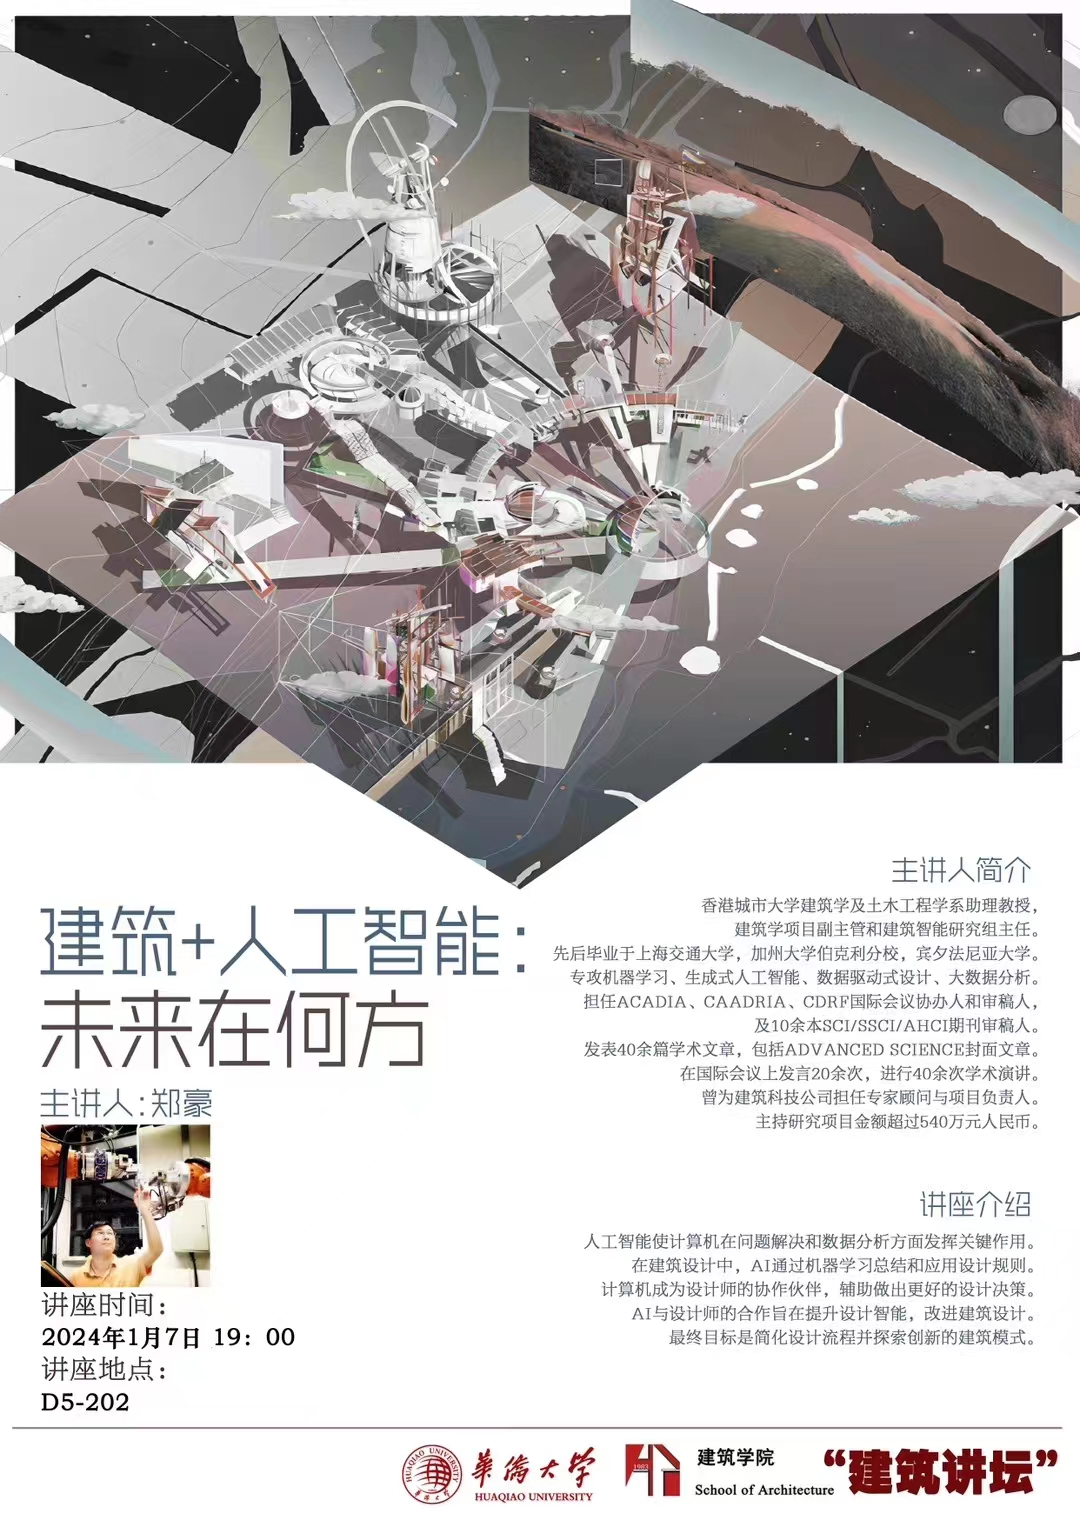 建筑+人工智能：
未来在何方
主讲人:郑豪
讲座时间：
2024年1月7日 19：00
讲座地点：
D5-202
主讲人简介
香港城市大学建筑学及土木工程学系助理教授，
建筑学项目副主管和建筑智能研究组主任。
先后毕业于上海交通大学，加州大学伯克利分校，宾夕法尼亚大学。
专攻机器学习、生成式人工智能、数据驱动式设计、大数据分析。
担任ACADIA、CAADRIA、CDRF国际会议协办人和审稿人，
及10余本SCI/SSCI/AHCI期刊审稿人。
发表40余篇学术文章，包括ADVANCED SCIENCE封面文章。
在国际会议上发言20余次，进行40余次学术演讲。
曾为建筑科技公司担任专家顾问与项目负责人。
主持研究项目金额超过540万元人民币。
讲座介绍
人工智能使计算机在问题解决和数据分析方面发挥关键作用。
在建筑设计中，AI通过机器学习总结和应用设计规则。
计算机成为设计师的协作伙伴，辅助做出更好的设计决策。
AI与设计师的合作旨在提升设计智能，改进建筑设计。
最终目标是简化设计流程并探索创新的建筑模式。
HUAQIAO UNIVERSITY
华侨大学
華僑大学
HUAQIAO UNIVERSITY
1983
建筑学院
School of Architecture
“建筑讲坛”